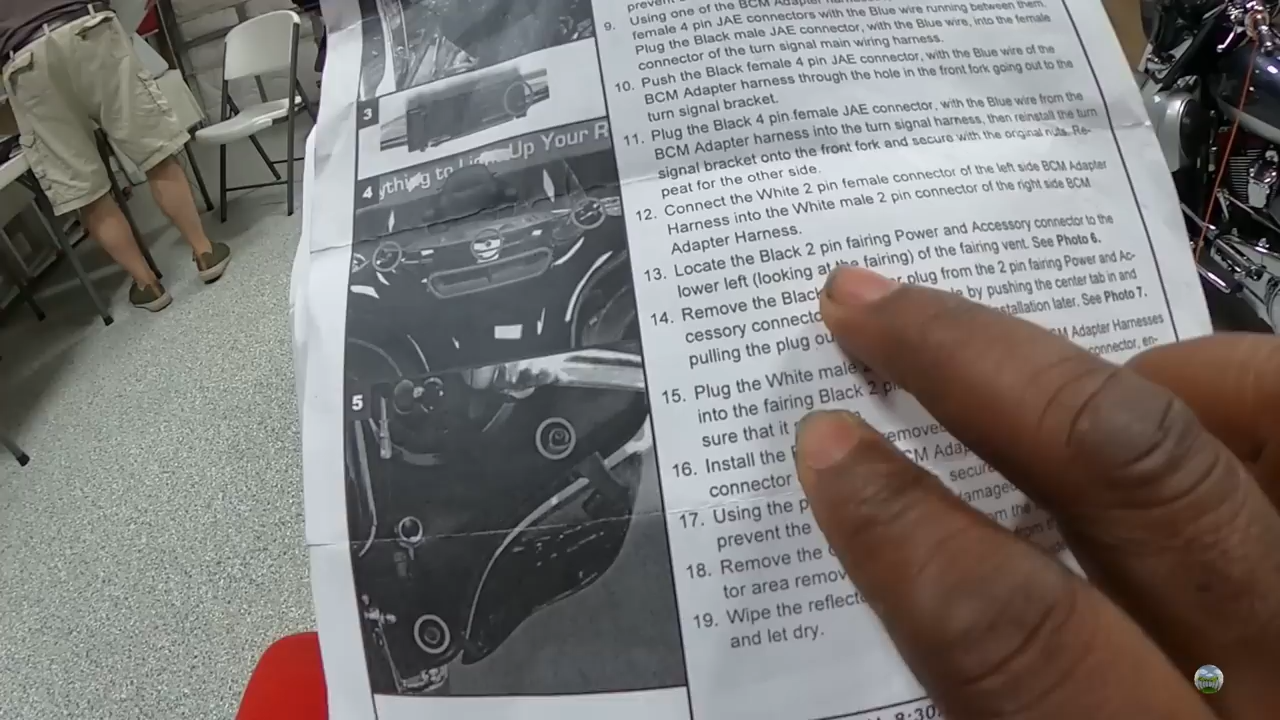 3
4
ything to
Up Your R
5
prevent
9. Using one of the BCM Adapter
female 4 pin JAE connectors with the Blue wire running between them.
Plug the Black male JAE connector, with the Blue wire, into the female
connector of the turn signal main wiring harness.
10. Push the Black female 4 pin JAE connector, with the Blue wire of the
BCM Adapter harness through the hole in the front fork going out to the
turn signal bracket.
11. Plug the Black 4 pin female JAE connector, with the Blue wire from the
BCM Adapter harness into the turn signal harness, then reinstall the turn
signal bracket onto the front fork and secure with the original nuts. Re-
peat for the other side.
12. Connect the White 2 pin female connector of the left side BCM Adapter
Harness into the White male 2 pin connector of the right side BCM
Adapter Harness.
13. Locate the Black 2 pin fairing Power and Accessory connector to the
lower left (looking at the fairing) of the fairing vent. See Photo 6.
14. Remove the Black plug from the 2 pin fairing Power and Ac-
cessory by pushing the center tab in and
pulling the plug later. See Photo 7.
15. Plug the White male Adapter Harnesses
into the fairing Black 2 connector, en-
sure that it
16. Install the removed
connector
17. Using the secure
prevent the
18. Remove the from the
tor area
19. Wipe the
and let dry.
8:30